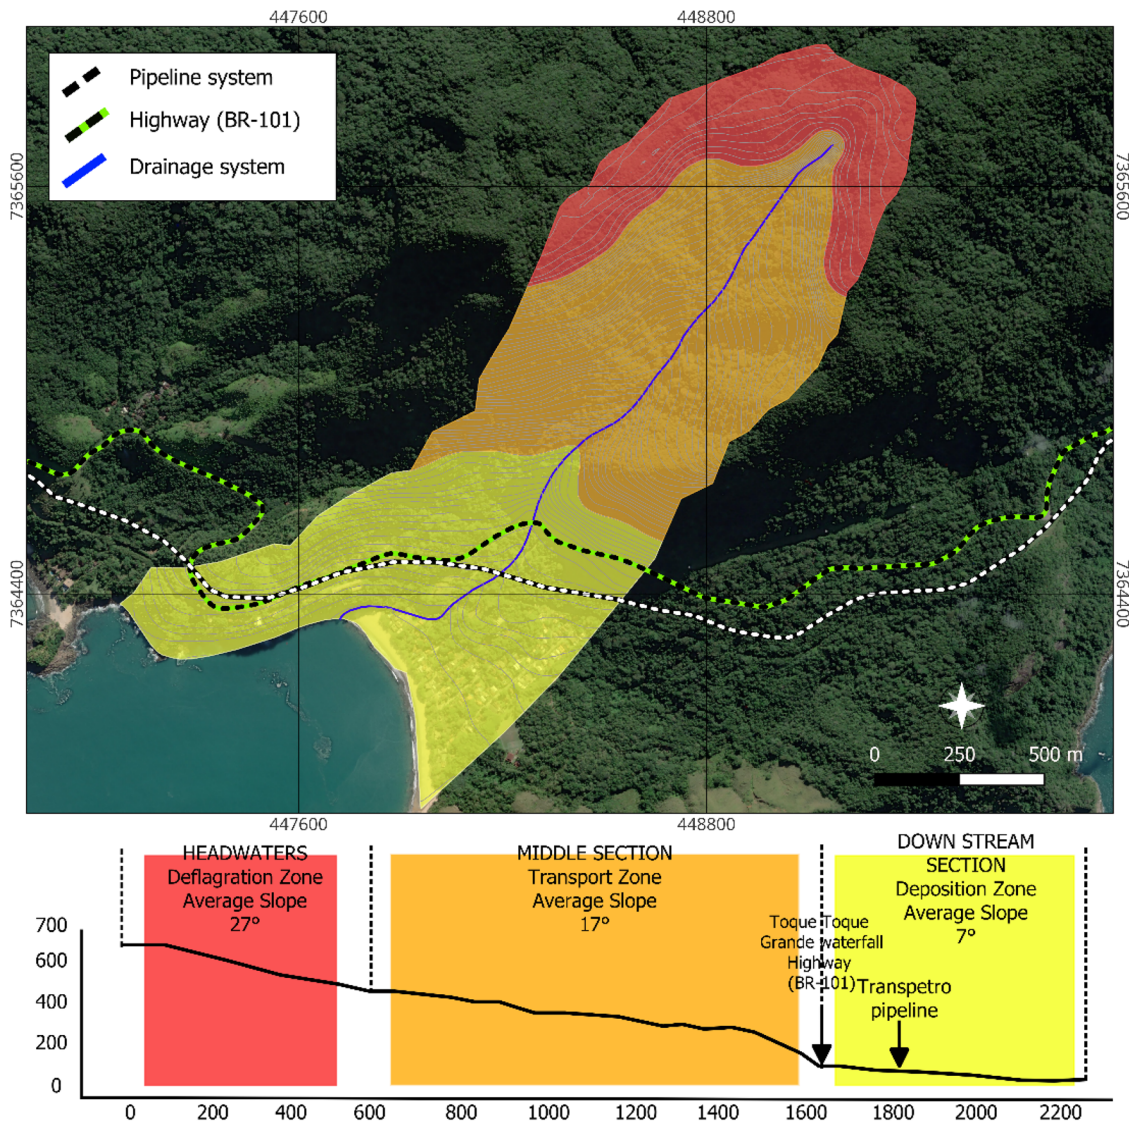 447600
448800
Pipeline system
Highway (BR-101)
Drainage system
7365600
7365600
7364400
7364400
0
250
500 m
447600
448800
HEADWATERS
Deflagration Zone
Average Slope
27°
MIDDLE SECTION
Transport Zone
Average Slope
17°
DOWN STREAM
SECTION
Deposition Zone
Average Slope
7°
Toque Toque
Grande waterfall
Highway
(BR-101)
Transpetro
pipeline
700
600
400
200
0
0 200 400 600 800 1000 1200 1400 1600 1800 2000 2200